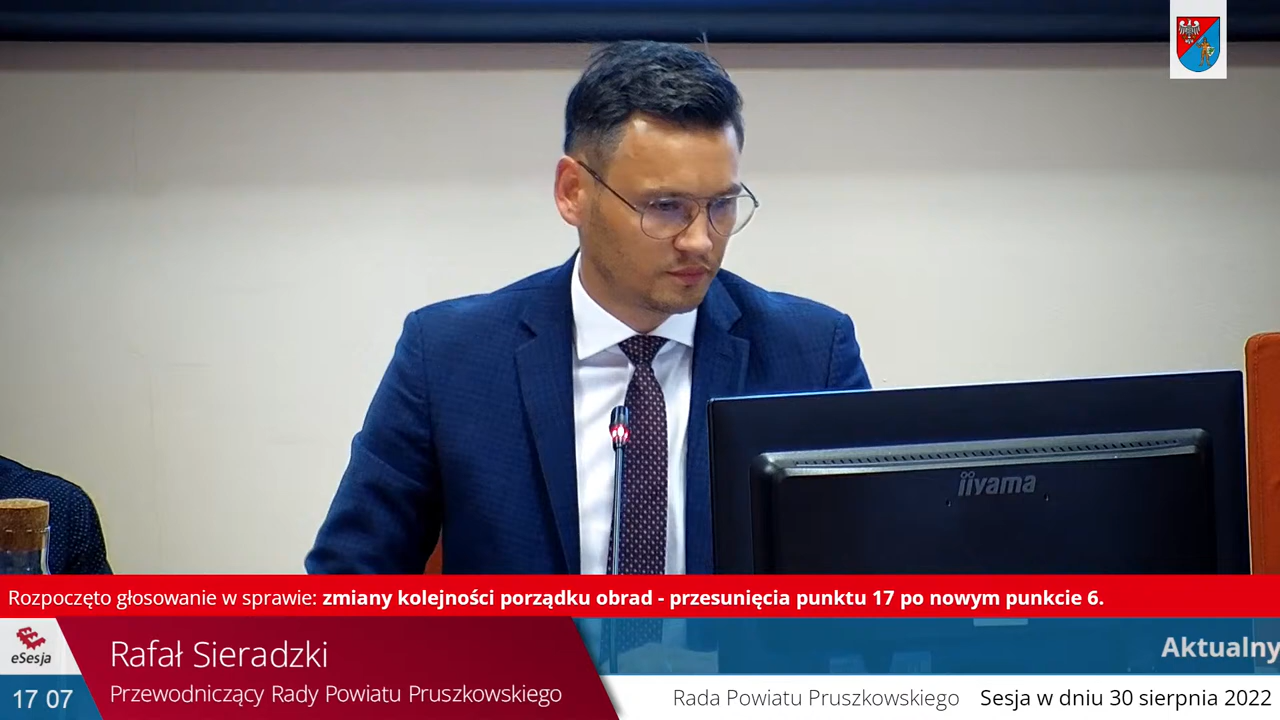 iiyama
Rozpoczęto głosowanie w sprawie: zmiany kolejności porządku obrad - przesunięcia punktu 17 po nowym punkcie 6.
eSesja
Rafał Sieradzki
Aktualny
17 07
Przewodniczący Rady Powiatu Pruszkowskiego
Rada Powiatu Pruszkowskiego Sesja w dniu 30 sierpnia 2022